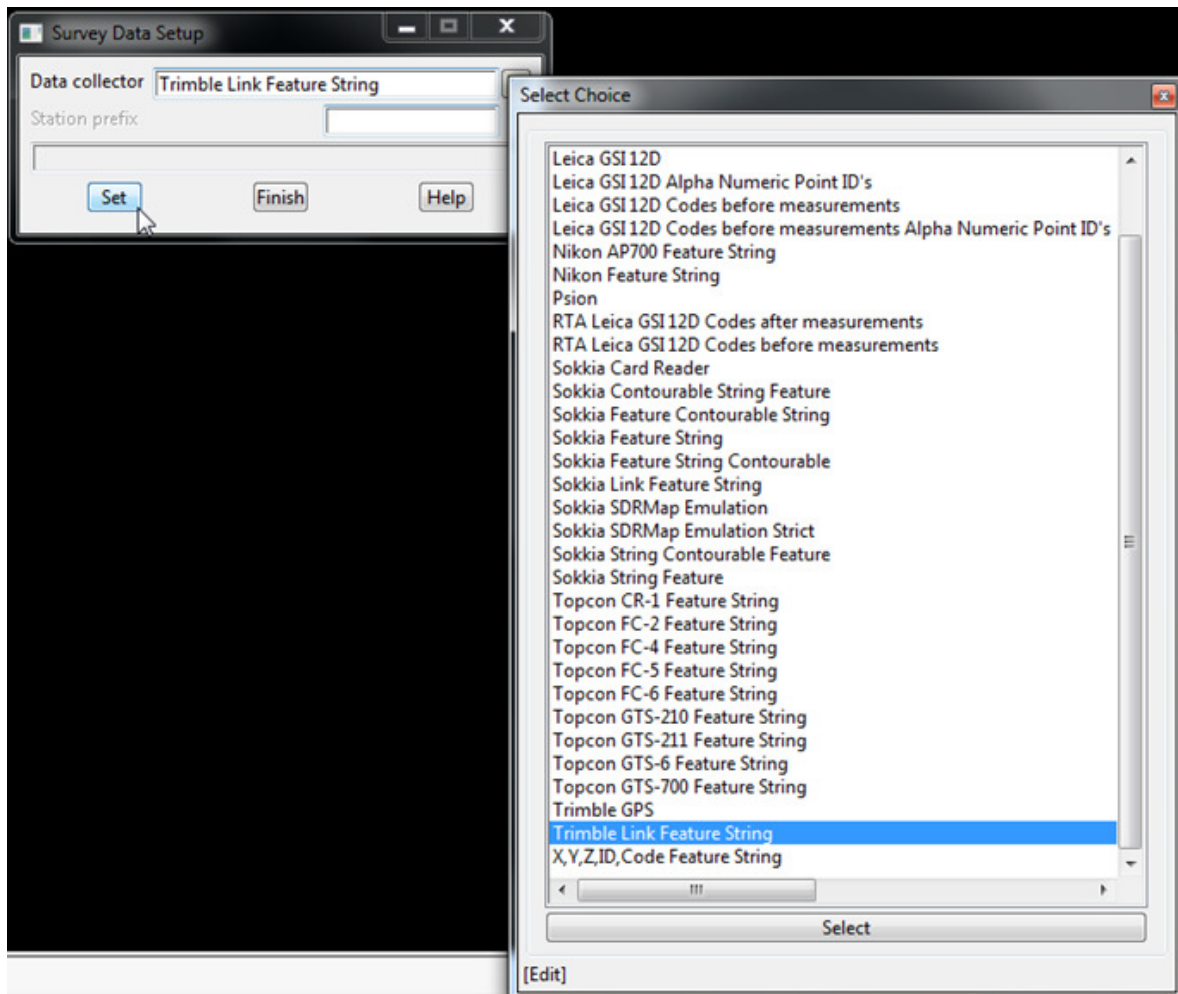 Survey Data Setup
Data collector Trimble Link Feature String
Station prefix
Set Finish Help
Select Choice
Leica GSI 12D
Leica GSI 12D Alpha Numeric Point ID's
Leica GSI 12D Codes before measurements
Leica GSI 12D Codes before measurements Alpha Numeric Point ID's
Nikon AP700 Feature String
Nikon Feature String
Psion
RTA Leica GSI 12D Codes after measurements
RTA Leica GSI 12D Codes before measurements
Sokkia Card Reader
Sokkia Contourable String Feature
Sokkia Feature Contourable String
Sokkia Feature String
Sokkia Feature String Contourable
Sokkia Link Feature String
Sokkia SDRMap Emulation
Sokkia SDRMap Emulation Strict
Sokkia String Contourable Feature
Sokkia String Feature
Topcon CR-1 Feature String
Topcon FC-2 Feature String
Topcon FC-4 Feature String
Topcon FC-5 Feature String
Topcon FC-6 Feature String
Topcon GTS-210 Feature String
Topcon GTS-211 Feature String
Topcon GTS-6 Feature String
Topcon GTS-700 Feature String
Trimble GPS
Trimble Link Feature String
X,Y,Z,ID,Code Feature String
Select
[Edit]